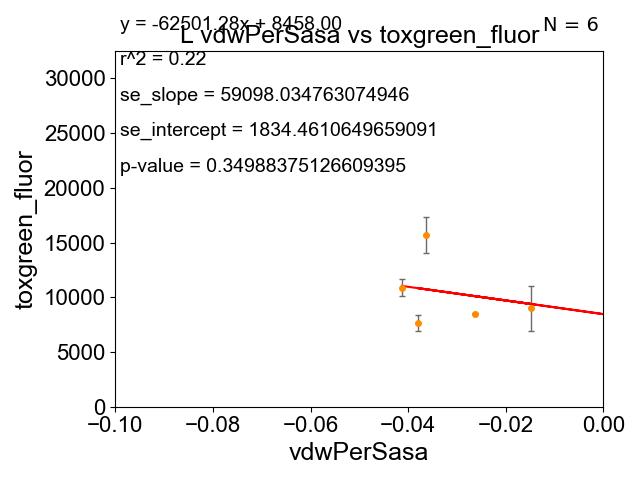 y = -62501.28x + 8458.00
N = 6
L vdwPerSasa vs toxgreen_fluor
r^2 = 0.22
se_slope = 59098.034763074946
se_intercept = 1834.4610649659091
p-value = 0.34988375126609395
toxgreen_fluor
30000
25000
20000
15000
10000
5000
0
−0.10
−0.08
−0.06
−0.04
−0.02
0.00
vdwPerSasa